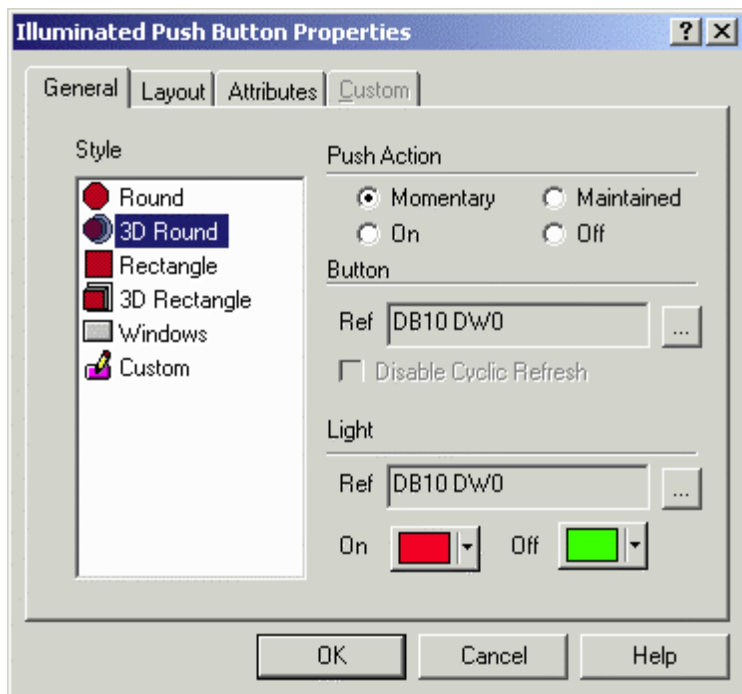 Illuminated Push Button Properties ? X
General Layout Attributes Custom
Style
Round
3D Round
Rectangle
3D Rectangle
Windows
Custom
Push Action
Momentary Maintained
On Off
Button
Ref DB10 DW0 ...
Disable Cyclic Refresh
Light
Ref DB10 DW0 ...
On Off
OK Cancel Help